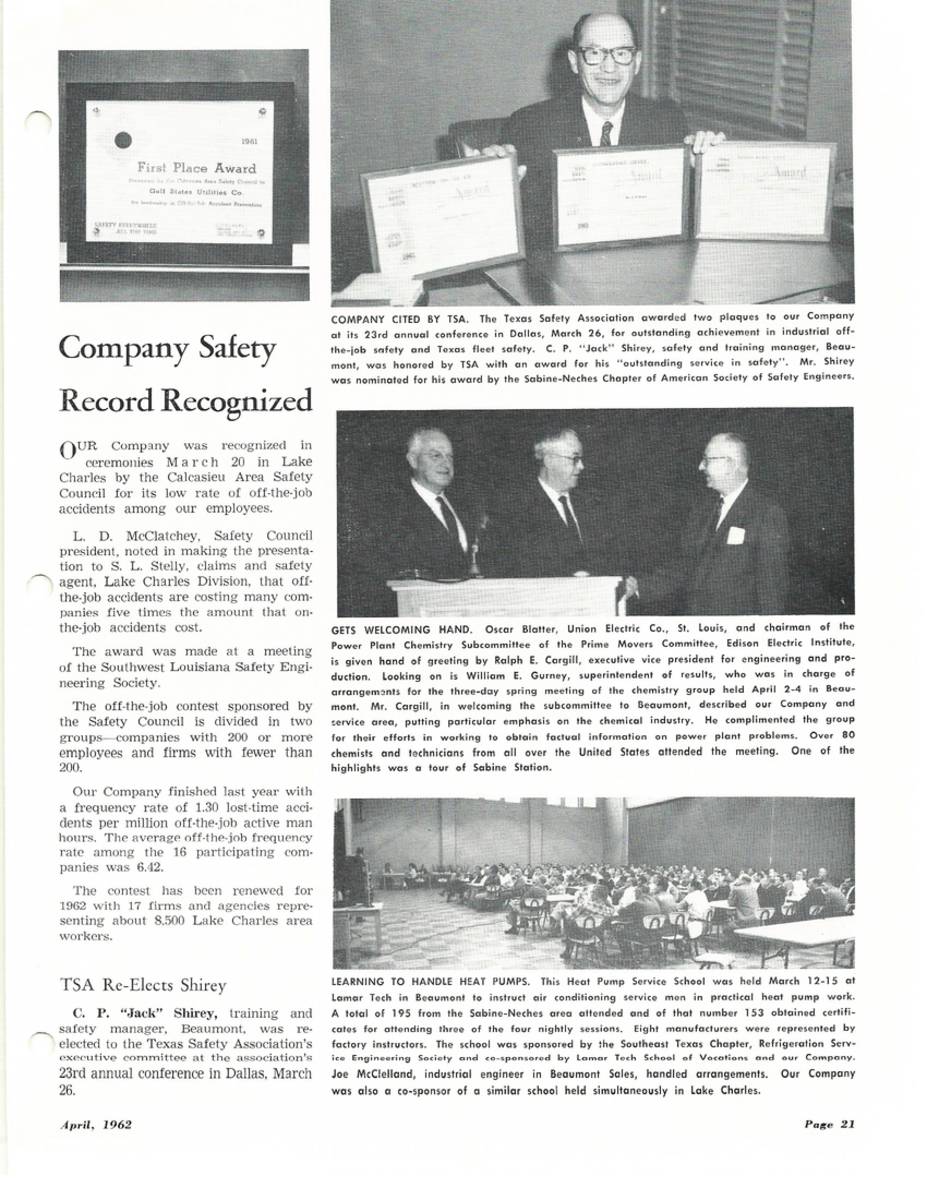 1961
First Place Award
Presented by the Calcasieu Area Safety Council to
Gulf States Utilities Co.
for leadership in Off-the-Job Accident Prevention
SAFETY EVERYWHERE
ALL THE TIME
Award
Award
Award
1961
COMPANY CITED BY TSA. The Texas Safety Association awarded two plaques to our Company
at its 23rd annual conference in Dallas, March 26, for outstanding achievement in industrial off-
the-job safety and Texas fleet safety. C. P. "Jack" Shirey, safety and training manager, Beau-
mont, was honored by TSA with an award for his "outstanding service in safety". Mr. Shirey
was nominated for his award by the Sabine-Neches Chapter of American Society of Safety Engineers.
Company Safety
Record Recognized
OUR Company was recognized in
ceremonies March 20 in Lake
Charles by the Calcasieu Area Safety
Council for its low rate of off-the-job
accidents among our employees.
L. D. McClatchey, Safety Council
president, noted in making the presenta-
tion to S. L. Stelly, claims and safety
agent, Lake Charles Division, that off-
the-job accidents are costing many com-
panies five times the amount that on-
the-job accidents cost.
The award was made at a meeting
of the Southwest Louisiana Safety Engi-
neering Society.
The off-the-job contest sponsored by
the Safety Council is divided in two
groups—companies with 200 or more
employees and firms with fewer than
200.
Our Company finished last year with
a frequency rate of 1.30 lost-time acci-
dents per million off-the-job active man
hours. The average off-the-job frequency
rate among the 16 participating com-
panies was 6.42.
The contest has been renewed for
1962 with 17 firms and agencies repre-
senting about 8,500 Lake Charles area
workers.
TSA Re-Elects Shirey
C. P. "Jack" Shirey, training and
safety manager, Beaumont, was re-
elected to the Texas Safety Association's
executive committee at the association's
23rd annual conference in Dallas, March
26.
GETS WELCOMING HAND. Oscar Blatter, Union Electric Co., St. Louis, and chairman of the
Power Plant Chemistry Subcommittee of the Prime Movers Committee, Edison Electric Institute,
is given hand of greeting by Ralph E. Cargill, executive vice president for engineering and pro-
duction. Looking on is William E. Gurney, superintendent of results, who was in charge of
arrangements for the three-day spring meeting of the chemistry group held April 2-4 in Beau-
mont. Mr. Cargill, in welcoming the subcommittee to Beaumont, described our Company and
service area, putting particular emphasis on the chemical industry. He complimented the group
for their efforts in working to obtain factual information on power plant problems. Over 80
chemists and technicians from all over the United States attended the meeting. One of the
highlights was a tour of Sabine Station.
LEARNING TO HANDLE HEAT PUMPS. This Heat Pump Service School was held March 12-15 at
Lamar Tech in Beaumont to instruct air conditioning service men in practical heat pump work.
A total of 195 from the Sabine-Neches area attended and of that number 153 obtained certifi-
cates for attending three of the four nightly sessions. Eight manufacturers were represented by
factory instructors. The school was sponsored by the Southeast Texas Chapter, Refrigeration Serv-
ice Engineering Society and co-sponsored by Lamar Tech School of Vocations and our Company.
Joe McClelland, industrial engineer in Beaumont Sales, handled arrangements. Our Company
was also a co-sponsor of a similar school held simultaneously in Lake Charles.
April, 1962
Page 21